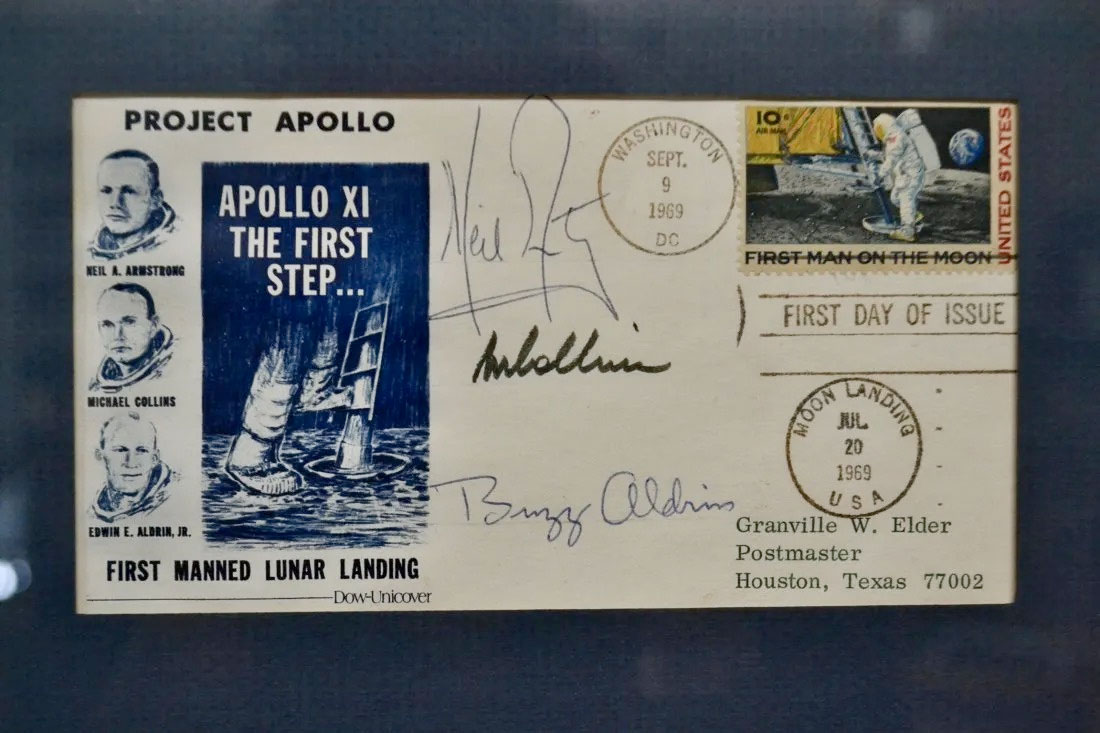 PROJECT APOLLO
NEIL A. ARMSTRONG
MICHAEL COLLINS
EDWIN E. ALDRIN, JR.
APOLLO XI
THE FIRST
STEP...
FIRST MANNED LUNAR LANDING
Dow-Unicover
Neil
MCollins
Buzz Aldrin
WASHINGTON
SEPT.
9
1969
DC
10¢
AIR MAIL
UNITED STATES
FIRST MAN ON THE MOON
FIRST DAY OF ISSUE
MOON LANDING
JUL
20
1969
USA
Granville W. Elder
Postmaster
Houston, Texas 77002